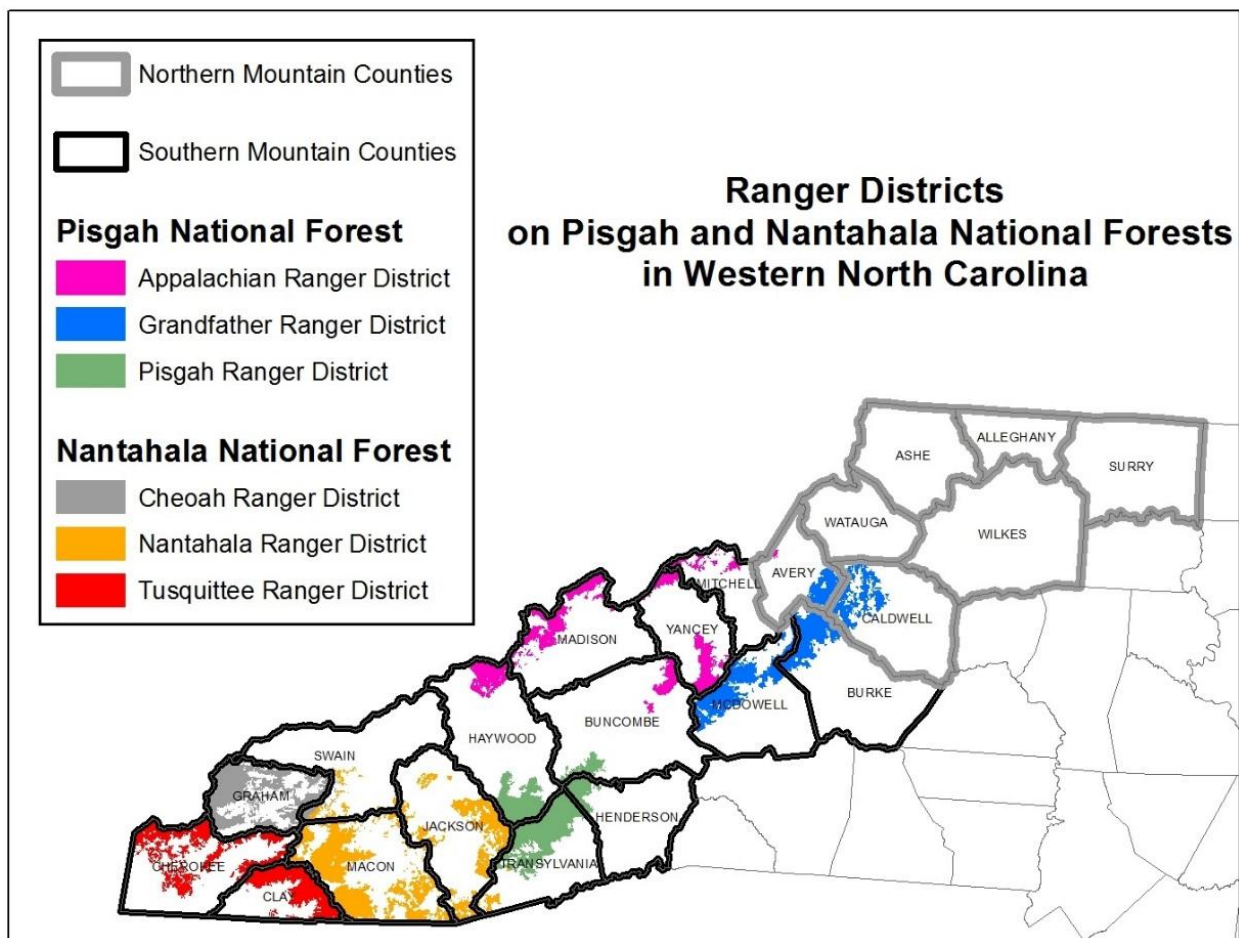 Northern Mountain Counties
Southern Mountain Counties
Pisgah National Forest
Appalachian Ranger District
Grandfather Ranger District
Pisgah Ranger District
Nantahala National Forest
Cheoah Ranger District
Nantahala Ranger District
Tusquittee Ranger District
Ranger Districts
on Pisgah and Nantahala National Forests
in Western North Carolina
ASHE
ALLEGHANY
SURRY
WATAUGA
WILKES
AVERY
MITCHELL
CALDWELL
YANCEY
MADISON
BURKE
MCDOWELL
BUNCOMBE
HAYWOOD
SWAIN
GRAHAM
HENDERSON
JACKSON
TRANSYLVANIA
MACON
CHEROKEE
CLAY